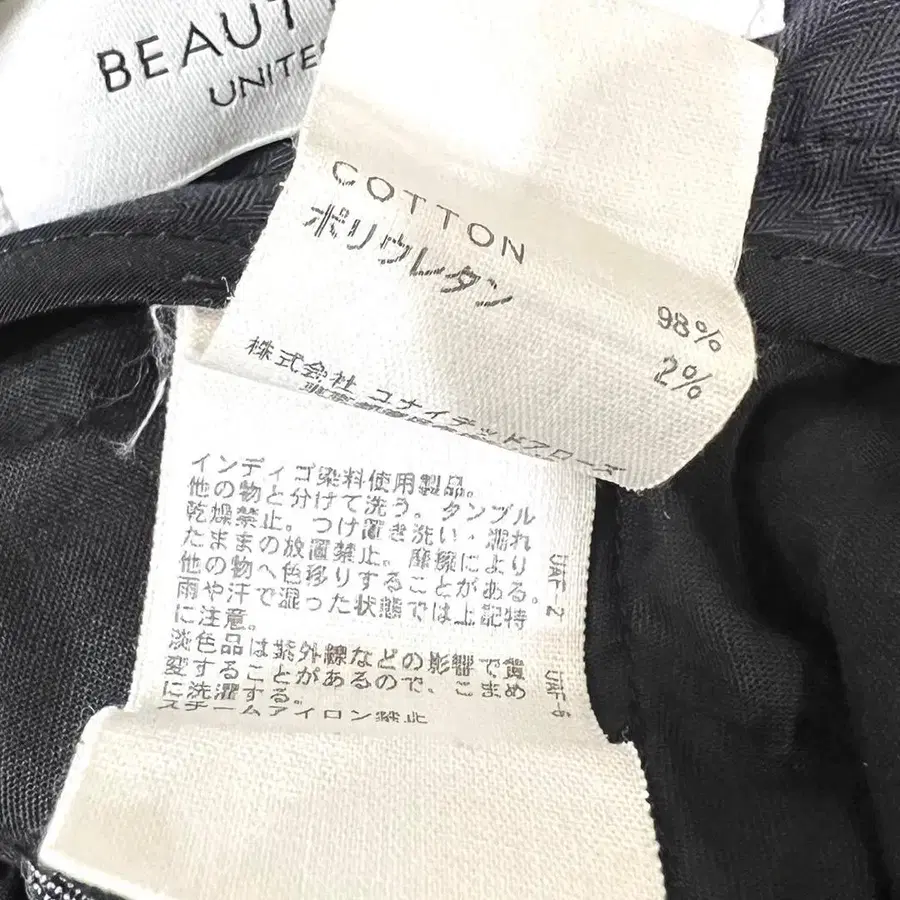 BEAUT
UNITE
COTTON
ポリウレタン
98%
2%
株式会社 ユナイテッドアローズ
インディゴ染料使用製品。
他の物と分けて洗う。タンブル
乾燥禁止。つけ置き洗い・濡れ
たままの放置禁止。摩擦により
他の物へ色移りすることがある。
雨や汗で湿った状態では上記特
に注意。
淡色品は紫外線などの影響で黄
変することがあるので、こまめ
に洗濯する。
スチームアイロン禁止
UAF-2
UAF-6